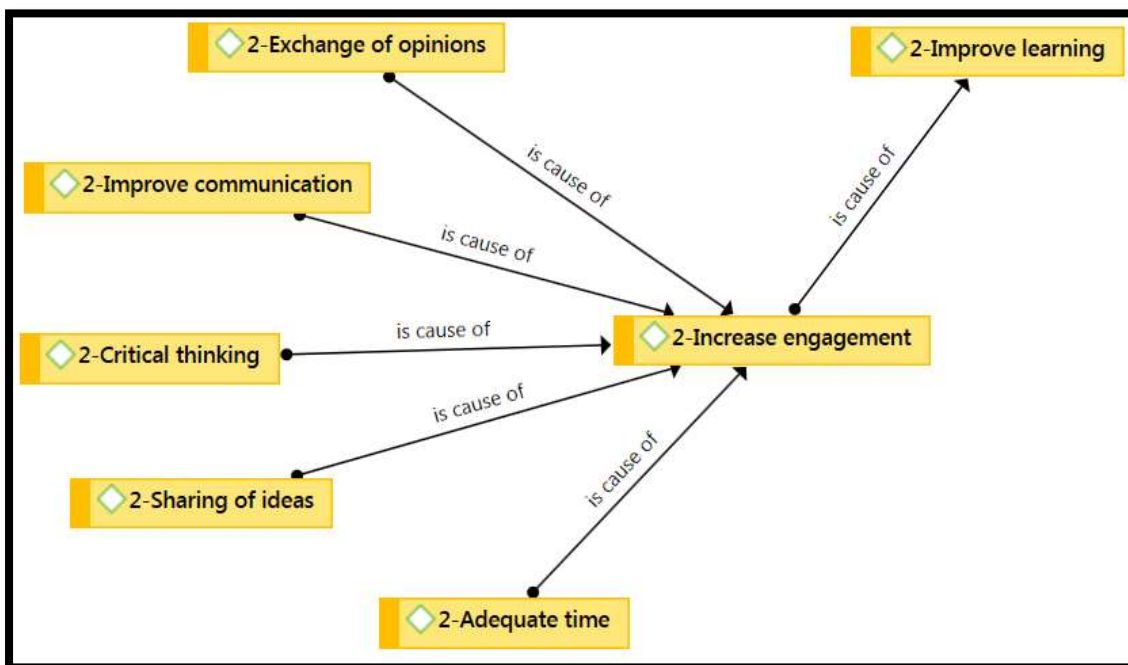 2-Exchange of opinions
2-Improve learning
is cause of
is cause of
2-Improve communication
is cause of
2-Increase engagement
is cause of
2-Critical thinking
is cause of
2-Sharing of ideas
is cause of
2-Adequate time